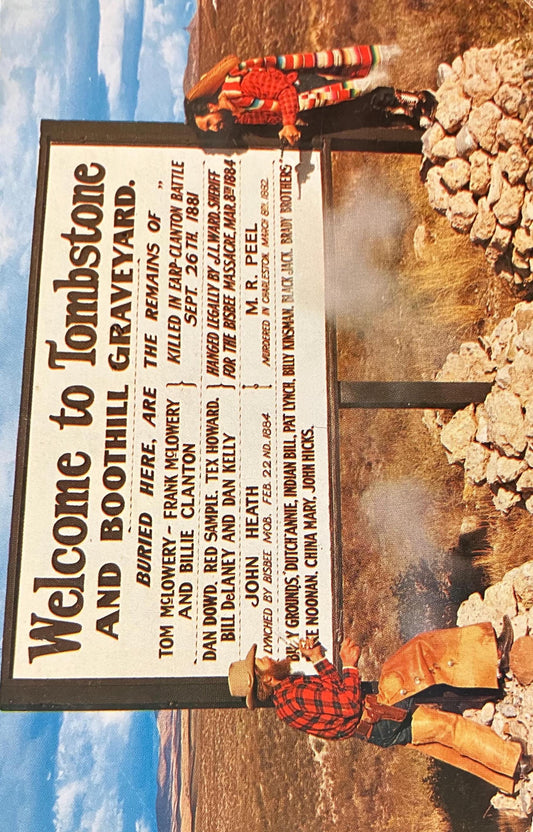 Welcome to Tombstone
AND BOOTHILL GRAVEYARD.
BURIED HERE, ARE THE REMAINS OF "
TOM McLOWERY – FRANK McLOWERY } KILLED IN EARP-CLANTON BATTLE
AND BILLIE CLANTON SEPT. 26TH. 1881
DAN DOWD. RED SAMPLE. TEX HOWARD. } HANGED LEGALLY BY J.L. WARD, SHERIFF
BILL DeLANEY AND DAN KELLY FOR THE BISBEE MASSACRE, MAR. 8TH 1884
JOHN HEATH M. R. PEEL
LYNCHED BY BISBEE MOB. FEB. 22 ND. 1884 MURDERED IN CHARLESTON. MARCH 1882.
GROUNDS, DUTCH ANNIE, INDIAN BILL, PAT LYNCH, BILLY KINSMAN, BLACK JACK, BRADY BROTHERS
NOONAN, CHINA MARY, JOHN HICKS.